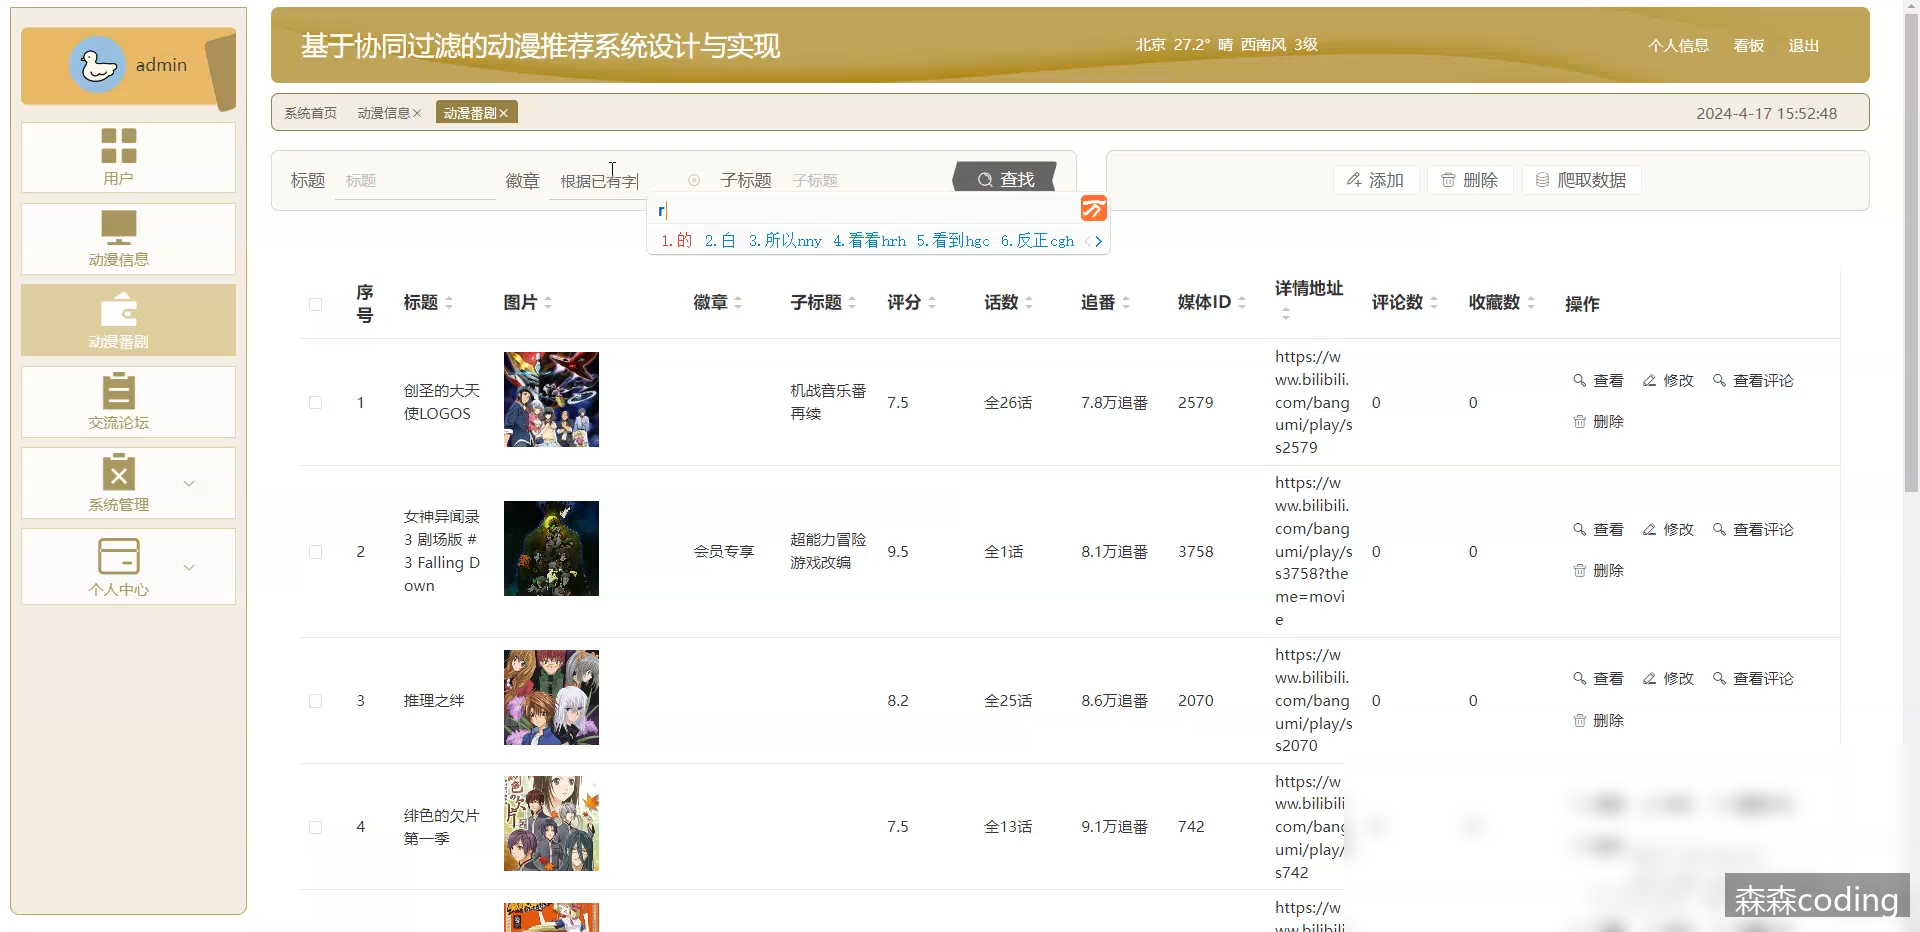 admin
用户
动漫信息
动漫番剧
交流论坛
系统管理
个人中心
基于协同过滤的动漫推荐系统设计与实现
北京 27.2° 晴 西南风 3级
个人信息 看板 退出
系统首页 动漫信息× 动漫番剧×
2024-4-17 15:52:48
标题 标题 徽章 根据已有字 子标题 子标题 查找
添加 删除 爬取数据
r
1.的 2.白 3.所以nny 4.看看hrh 5.看到hgc 6.反正cgh
序号 标题 图片 徽章 子标题 评分 话数 追番 媒体ID 详情地址 评论数 收藏数 操作
1 创圣的大天使LOGOS 机战音乐番再续 7.5 全26话 7.8万追番 2579 https://www.bilibili.com/bangumi/play/ss2579 0 0 查看 修改 查看评论 删除
2 女神异闻录3 剧场版 #3 Falling Down 会员专享 超能力冒险游戏改编 9.5 全1话 8.1万追番 3758 https://www.bilibili.com/bangumi/play/ss3758?theme=movie 0 0 查看 修改 查看评论 删除
3 推理之绊 8.2 全25话 8.6万追番 2070 https://www.bilibili.com/bangumi/play/ss2070 0 0 查看 修改 查看评论 删除
4 绯色的欠片 第一季 7.5 全13话 9.1万追番 742 https://www.bilibili.com/bang
umi/play/
s742
https://w
ww.bilibili
森森coding